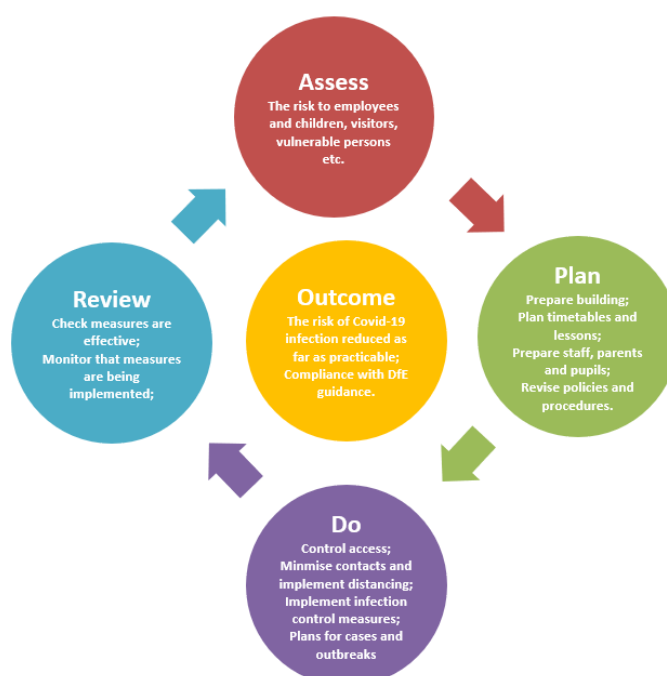 Assess
The risk to employees
and children, visitors,
vulnerable persons
etc.
Plan
Prepare building;
Plan timetables and
lessons;
Prepare staff, parents
and pupils;
Revise policies and
procedures.
Do
Control access;
Minmise contacts and
implement distancing;
Implement infection
control measures;
Plans for cases and
outbreaks
Review
Check measures are
effective;
Monitor that measures
are being
implemented;
Outcome
The risk of Covid-19
infection reduced as
far as practicable;
Compliance with DfE
guidance.